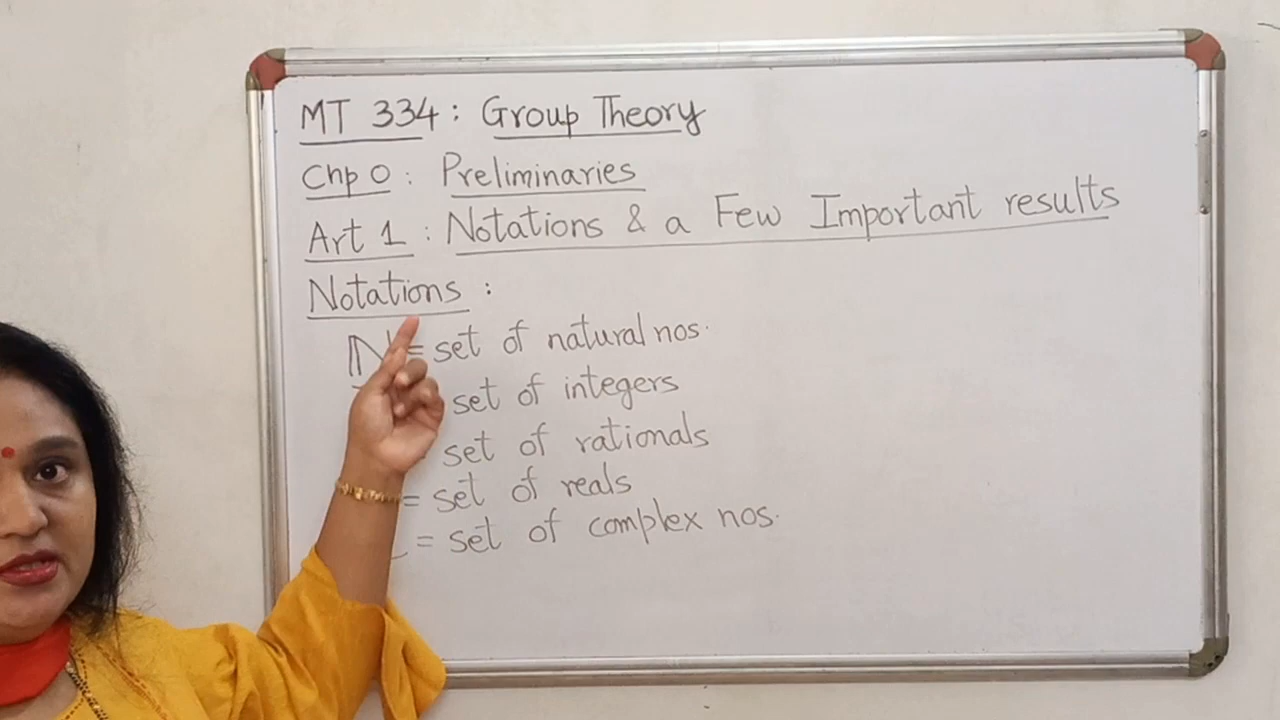 MT 334 : Group Theory
Chp 0 : Preliminaries
Art 1 : Notations & a Few Important results
Notations :
ℕ = set of natural nos.
set of integers
set of rationals
= set of reals
= set of complex nos.